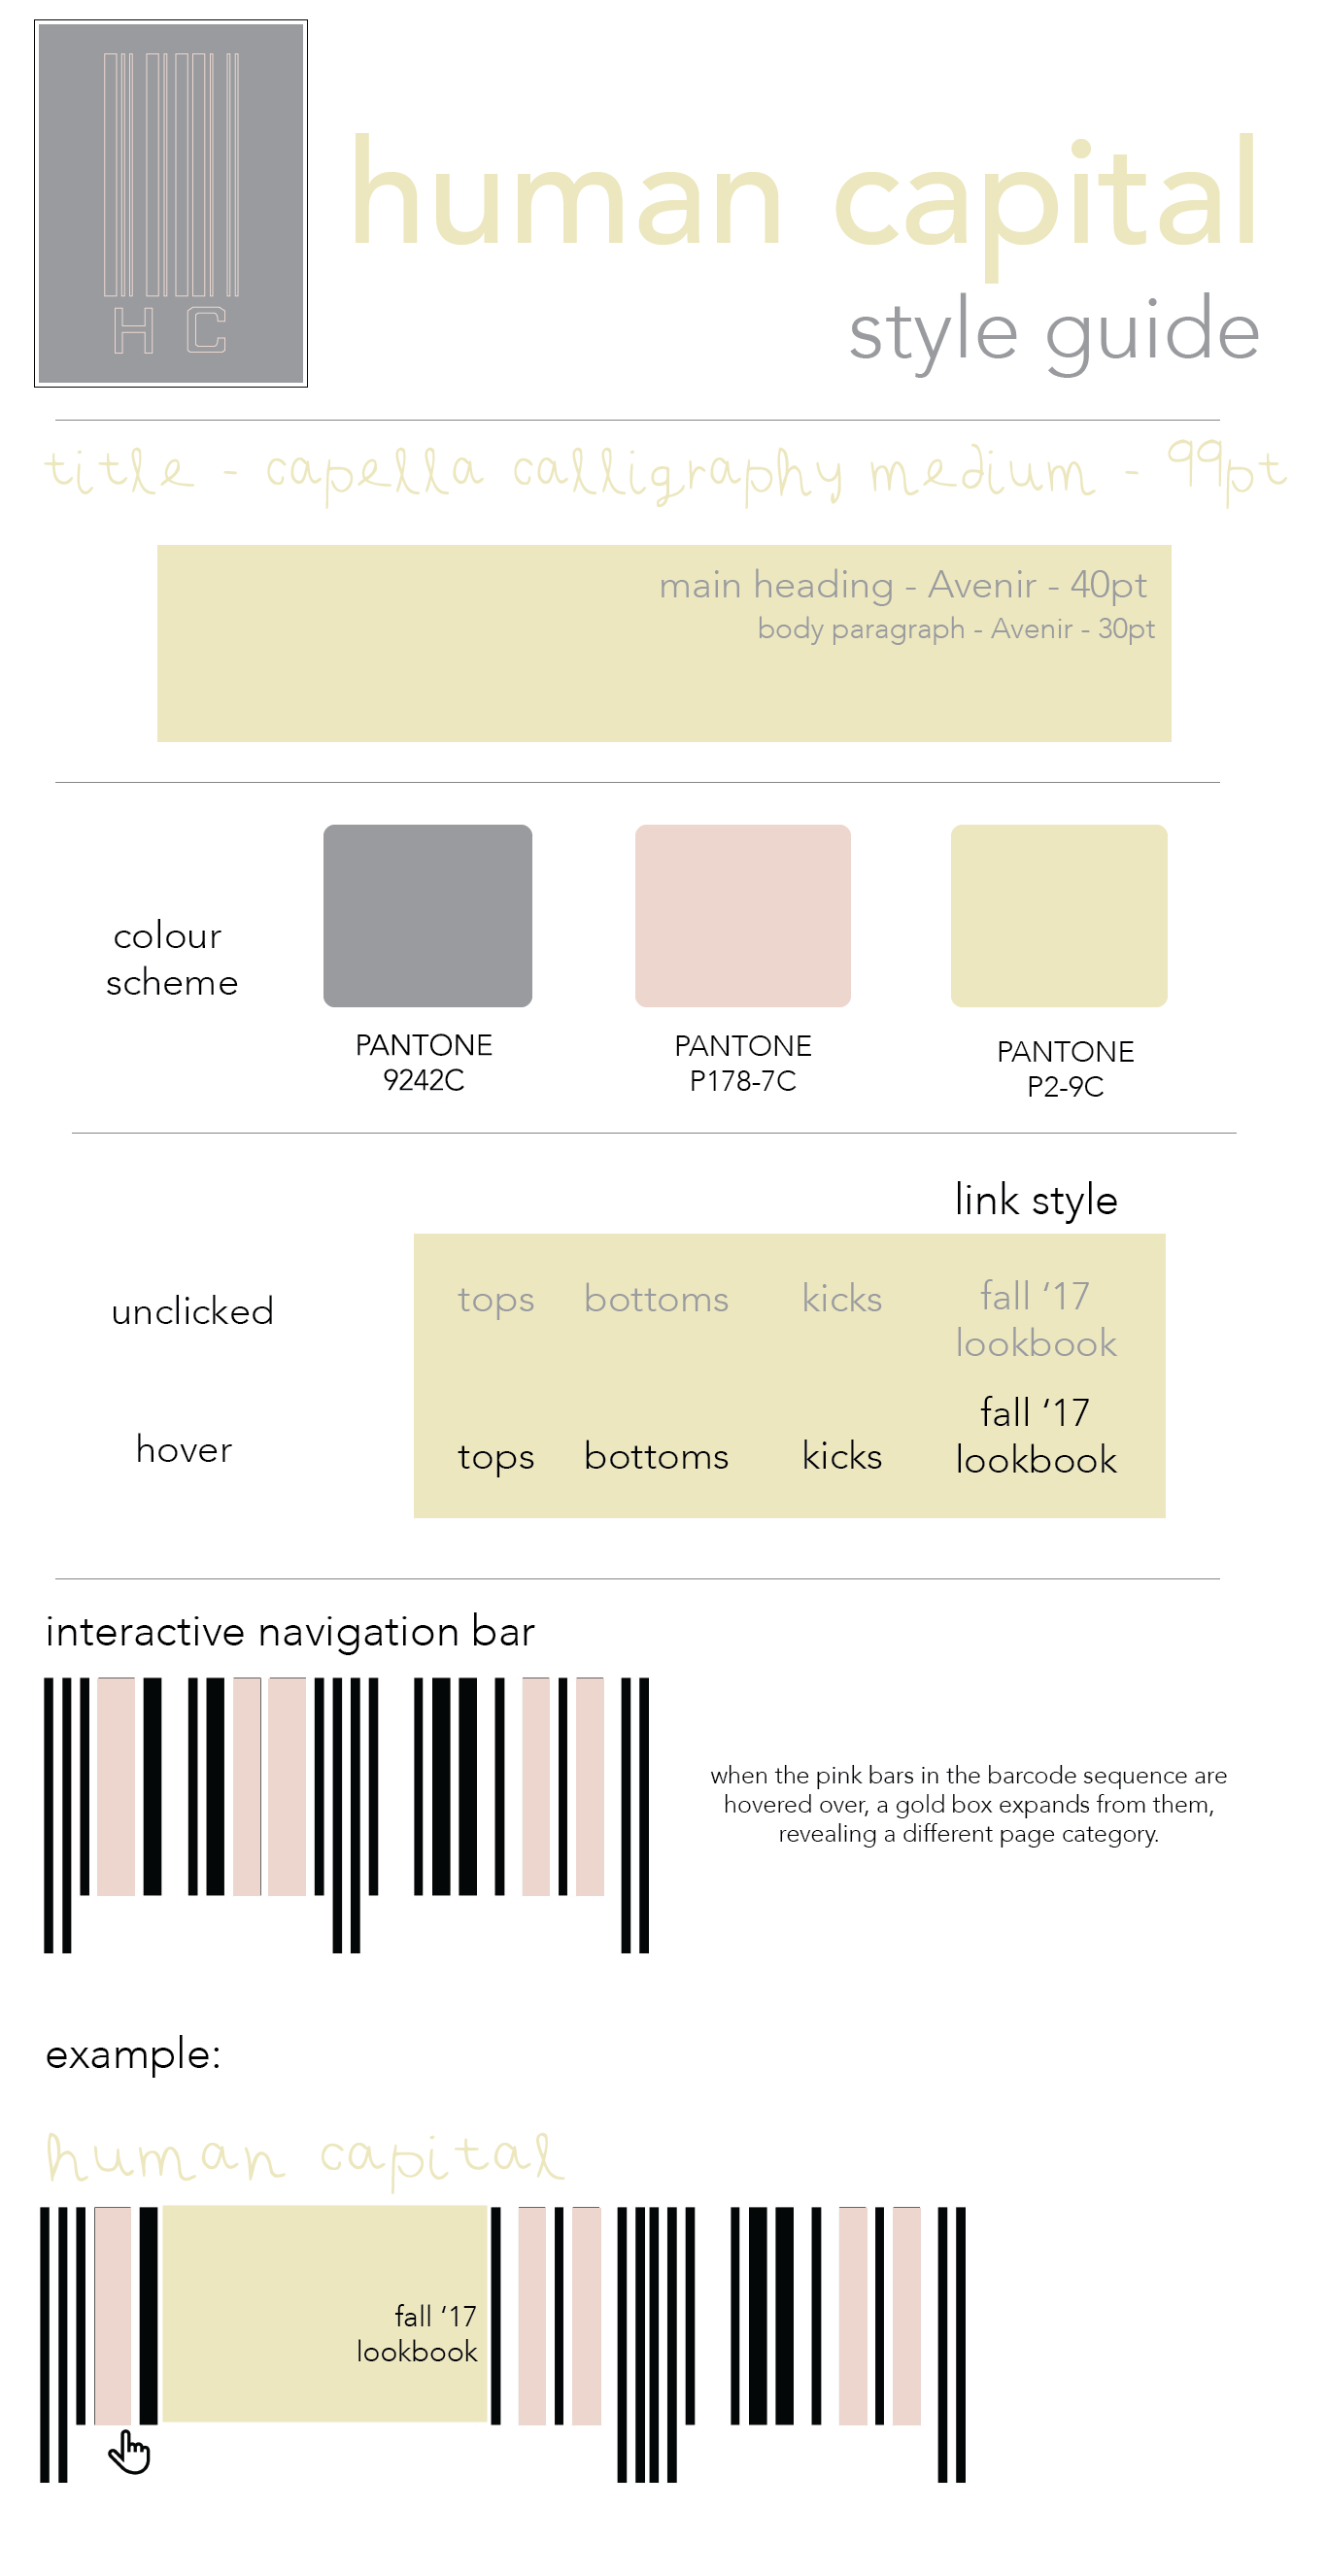 H C
human capital
style guide
title - capella calligraphy medium - 99pt
main heading - Avenir - 40pt
body paragraph - Avenir - 30pt
colour
scheme
PANTONE
9242C
PANTONE
P178-7C
PANTONE
P2-9C
link style
unclicked
tops bottoms kicks fall ‘17
lookbook
hover
tops bottoms kicks fall ‘17
lookbook
interactive navigation bar
when the pink bars in the barcode sequence are
hovered over, a gold box expands from them,
revealing a different page category.
example:
human capital
fall ‘17
lookbook